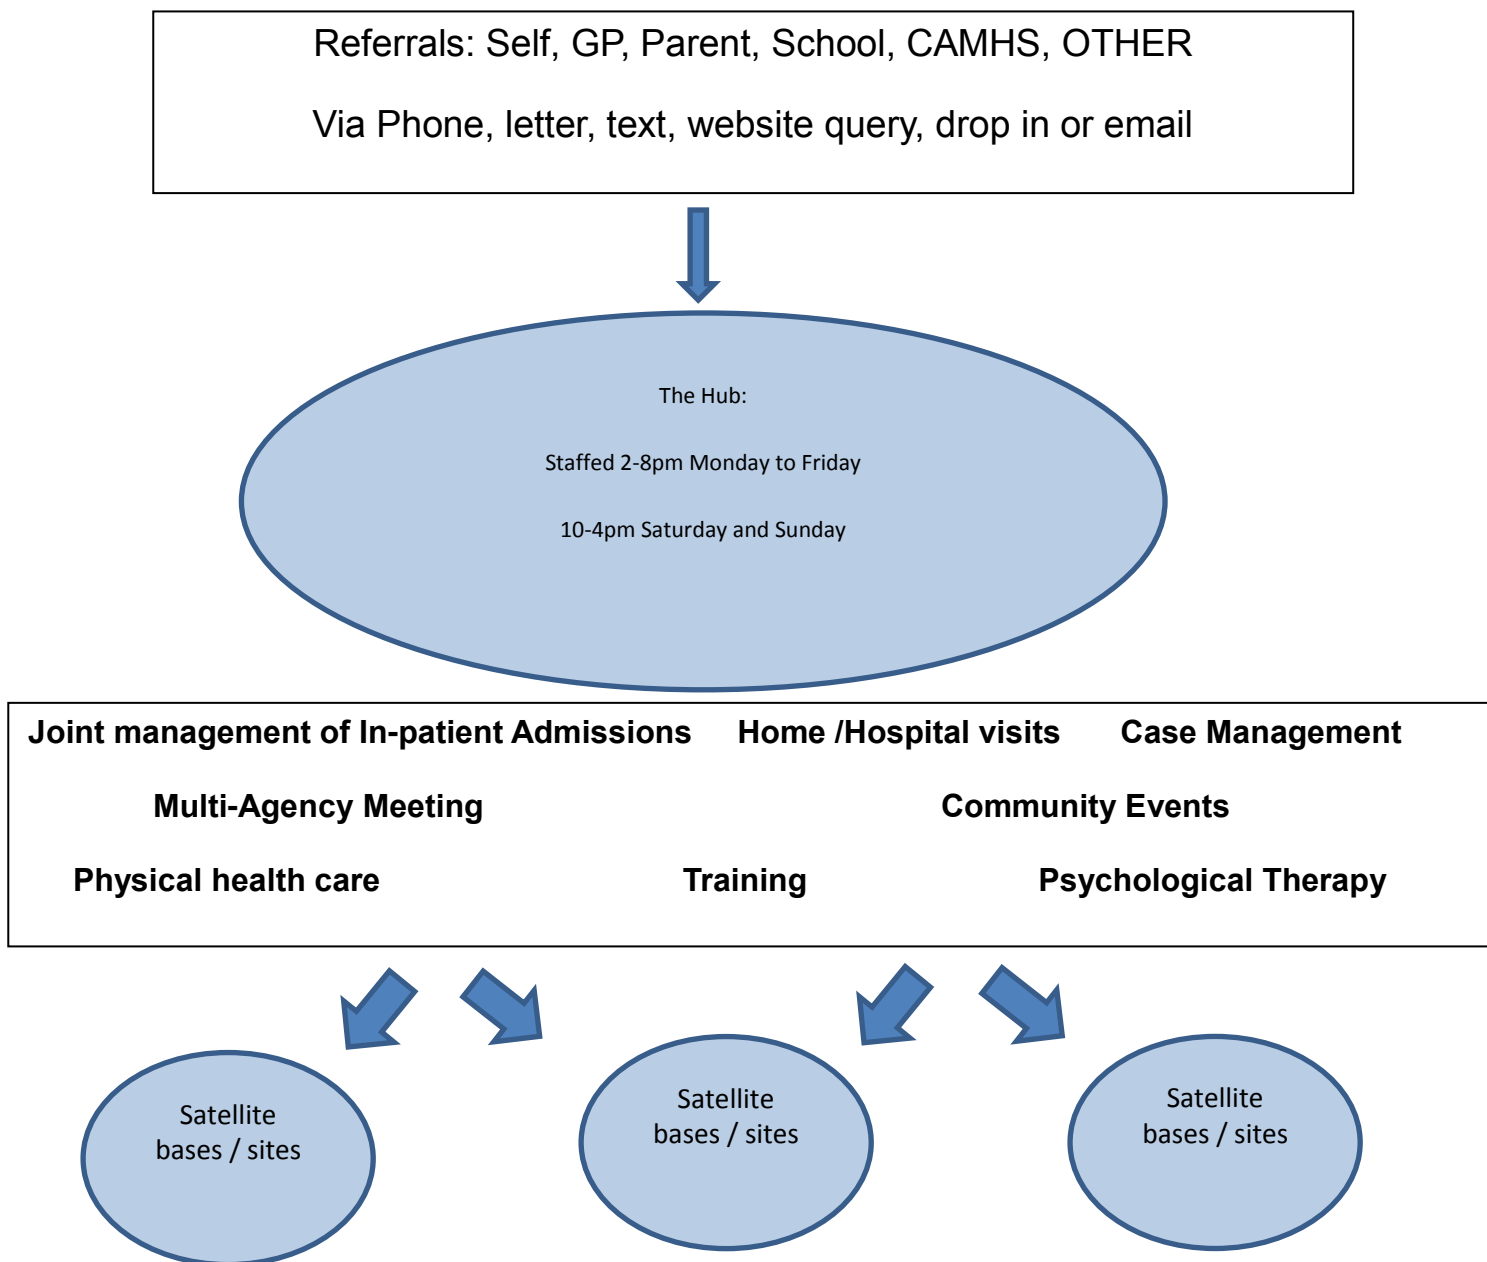 Referrals: Self, GP, Parent, School, CAMHS, OTHER
Via Phone, letter, text, website query, drop in or email
The Hub:
Staffed 2-8pm Monday to Friday
10-4pm Saturday and Sunday
Joint management of In-patient Admissions Home /Hospital visits Case Management
Multi-Agency Meeting Community Events
Physical health care Training Psychological Therapy
Satellite
bases / sites
Satellite
bases / sites
Satellite
bases / sites